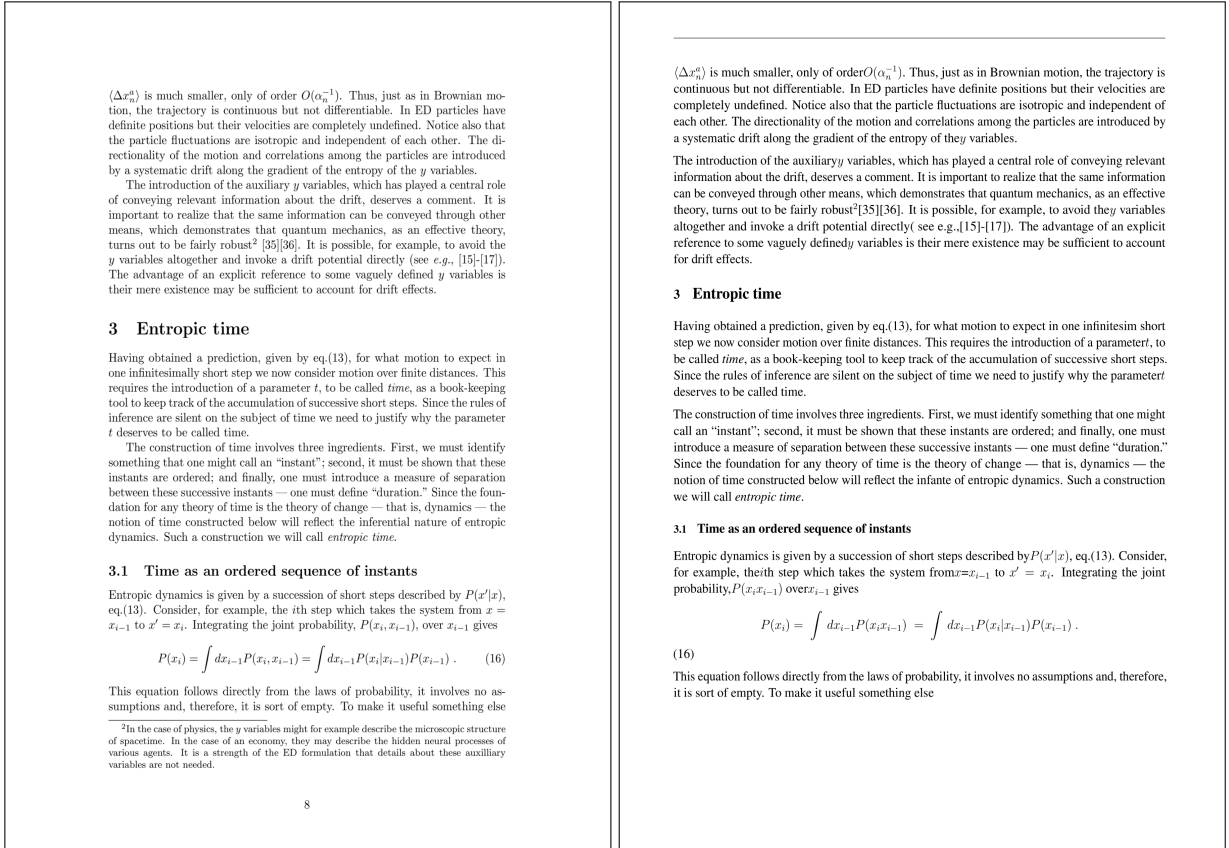 ⟨Δxₙᵃ⟩ is much smaller, only of order O(αₙ⁻¹). Thus, just as in Brownian mo-
tion, the trajectory is continuous but not differentiable. In ED particles have
definite positions but their velocities are completely undefined. Notice also that
the particle fluctuations are isotropic and independent of each other. The di-
rectionality of the motion and correlations among the particles are introduced
by a systematic drift along the gradient of the entropy of the y variables.
The introduction of the auxiliary y variables, which has played a central role
of conveying relevant information about the drift, deserves a comment. It is
important to realize that the same information can be conveyed through other
means, which demonstrates that quantum mechanics, as an effective theory,
turns out to be fairly robust² [35][36]. It is possible, for example, to avoid the
y variables altogether and invoke a drift potential directly (see e.g., [15]-[17]).
The advantage of an explicit reference to some vaguely defined y variables is
their mere existence may be sufficient to account for drift effects.
3 Entropic time
Having obtained a prediction, given by eq.(13), for what motion to expect in
one infinitesimally short step we now consider motion over finite distances. This
requires the introduction of a parameter t, to be called time, as a book-keeping
tool to keep track of the accumulation of successive short steps. Since the rules of
inference are silent on the subject of time we need to justify why the parameter
t deserves to be called time.
The construction of time involves three ingredients. First, we must identify
something that one might call an “instant”; second, it must be shown that these
instants are ordered; and finally, one must introduce a measure of separation
between these successive instants — one must define “duration.” Since the foun-
dation for any theory of time is the theory of change — that is, dynamics — the
notion of time constructed below will reflect the inferential nature of entropic
dynamics. Such a construction we will call entropic time.
3.1 Time as an ordered sequence of instants
Entropic dynamics is given by a succession of short steps described by P(x′|x),
eq.(13). Consider, for example, the ith step which takes the system from x =
xᵢ₋₁ to x′ = xᵢ. Integrating the joint probability, P(xᵢ, xᵢ₋₁), over xᵢ₋₁ gives
P(xᵢ) = ∫ dxᵢ₋₁P(xᵢ, xᵢ₋₁) = ∫ dxᵢ₋₁P(xᵢ|xᵢ₋₁)P(xᵢ₋₁) . (16)
This equation follows directly from the laws of probability, it involves no as-
sumptions and, therefore, it is sort of empty. To make it useful something else
²In the case of physics, the y variables might for example describe the microscopic structure
of spacetime. In the case of an economy, they may describe the hidden neural processes of
various agents. It is a strength of the ED formulation that details about these auxilliary
variables are not needed.
8
⟨Δxₙᵃ⟩ is much smaller, only of orderO(αₙ⁻¹). Thus, just as in Brownian motion, the trajectory is
continuous but not differentiable. In ED particles have definite positions but their velocities are
completely undefined. Notice also that the particle fluctuations are isotropic and independent of
each other. The directionality of the motion and correlations among the particles are introduced by
a systematic drift along the gradient of the entropy of they variables.
The introduction of the auxiliaryy variables, which has played a central role of conveying relevant
information about the drift, deserves a comment. It is important to realize that the same information
can be conveyed through other means, which demonstrates that quantum mechanics, as an effective
theory, turns out to be fairly robust²[35][36]. It is possible, for example, to avoid they variables
altogether and invoke a drift potential directly( see e.g.,[15]-[17]). The advantage of an explicit
reference to some vaguely definedy variables is their mere existence may be sufficient to account
for drift effects.
3 Entropic time
Having obtained a prediction, given by eq.(13), for what motion to expect in one infinitesim short
step we now consider motion over finite distances. This requires the introduction of a parametert, to
be called time, as a book-keeping tool to keep track of the accumulation of successive short steps.
Since the rules of inference are silent on the subject of time we need to justify why the parametert
deserves to be called time.
The construction of time involves three ingredients. First, we must identify something that one might
call an “instant”; second, it must be shown that these instants are ordered; and finally, one must
introduce a measure of separation between these successive instants — one must define “duration.”
Since the foundation for any theory of time is the theory of change — that is, dynamics — the
notion of time constructed below will reflect the infante of entropic dynamics. Such a construction
we will call entropic time.
3.1 Time as an ordered sequence of instants
Entropic dynamics is given by a succession of short steps described byP(x′|x), eq.(13). Consider,
for example, theith step which takes the system fromx=xᵢ₋₁ to x′ = xᵢ. Integrating the joint
probability,P(xᵢxᵢ₋₁) overxᵢ₋₁ gives
P(xᵢ) = ∫ dxᵢ₋₁P(xᵢxᵢ₋₁) = ∫ dxᵢ₋₁P(xᵢ|xᵢ₋₁)P(xᵢ₋₁) .
(16)
This equation follows directly from the laws of probability, it involves no assumptions and, therefore,
it is sort of empty. To make it useful something else